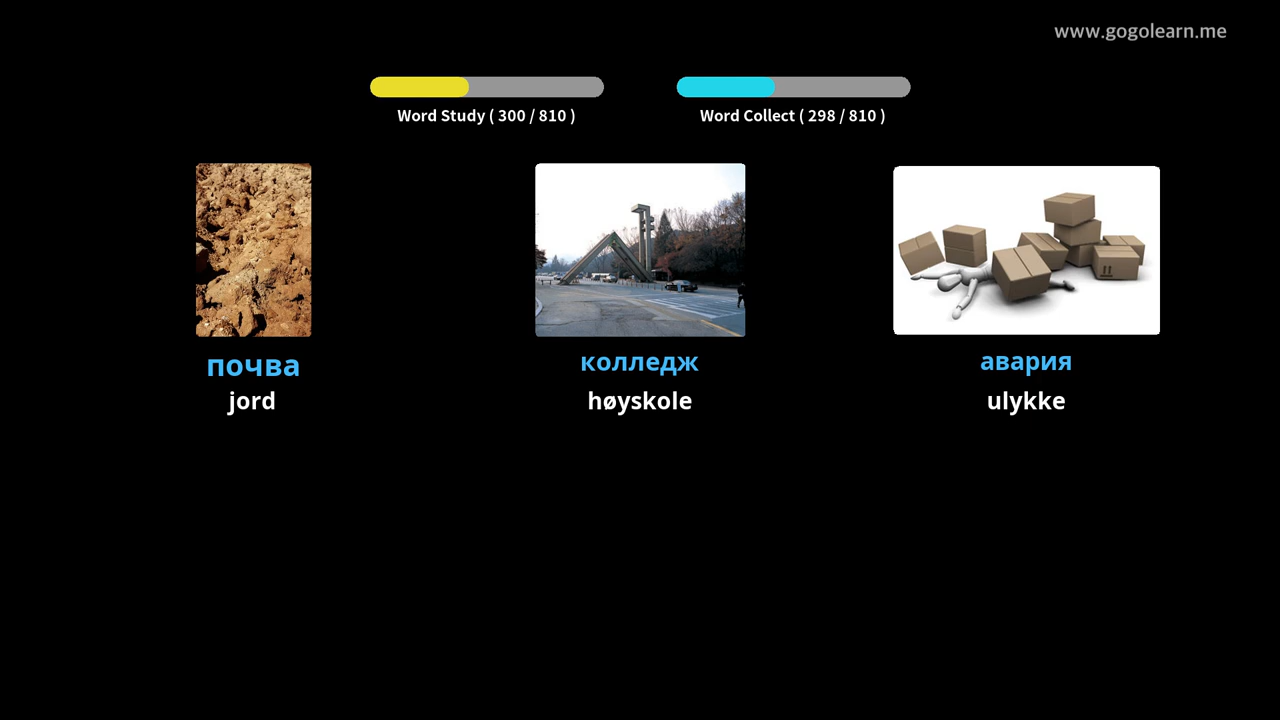 www.gogolearn.me
Word Study ( 300 / 810 )
Word Collect ( 298 / 810 )
почва
jord
колледж
høyskole
авария
ulykke